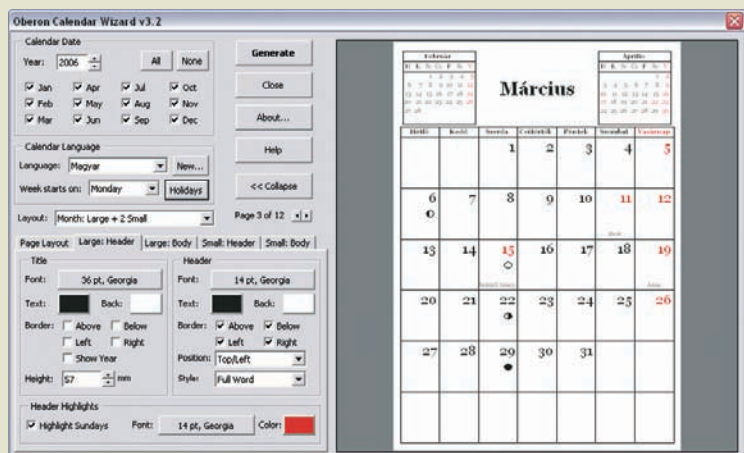 Oberon Calendar Wizard v3.2
Calendar Date
Year: 2006 All None
Jan Apr Jul Oct
Feb May Aug Nov
Mar Jun Sep Dec
Calendar Language
Language: Magyar New...
Week starts on: Monday Holidays
Layout: Month: Large + 2 Small
Generate
Close
About...
Help
<< Collapse
Page 3 of 12
Page Layout Large: Header Large: Body Small: Header Small: Body
Title
Font: 36 pt, Georgia
Text: Back:
Border: Above Below
Left Right
Show Year
Height: 57 mm
Header
Font: 14 pt, Georgia
Text: Back:
Border: Above Below
Left Right
Position: Top/Left
Style: Full Word
Header Highlights
Highlight Sundays Font: 14 pt, Georgia Color:
Február
Március
Április
Hétfő Kedd Szerda Csütörtök Péntek Szombat Vasárnap
1 2 3 4 5
6 7 8 9 10 11 12
13 14 15 16 17 18 19
20 21 22 23 24 25 26
27 28 29 30 31